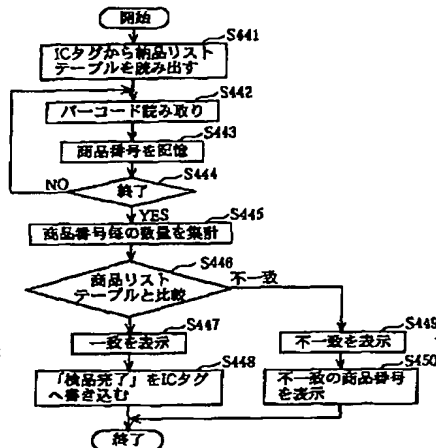 開始
S441
ICタグから納品リスト
テーブルを読み出す
S442
バーコード読み取り
S443
商品番号を記憶
S444
NO
終了
YES
S445
商品番号毎の数量を集計
S446
商品リスト
テーブルと比較
不一致
S447
一致を表示
S449
不一致を表示
S448
「検品完了」をICタグ
へ書き込む
S450
不一致の商品番号
を表示
終了